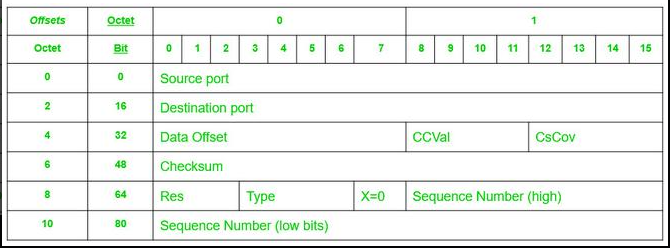 Offsets Octet 0 1
Octet Bit 0 1 2 3 4 5 6 7 8 9 10 11 12 13 14 15
0 0 Source port
2 16 Destination port
4 32 Data Offset CCVal CsCov
6 48 Checksum
8 64 Res Type X=0 Sequence Number (high)
10 80 Sequence Number (low bits)